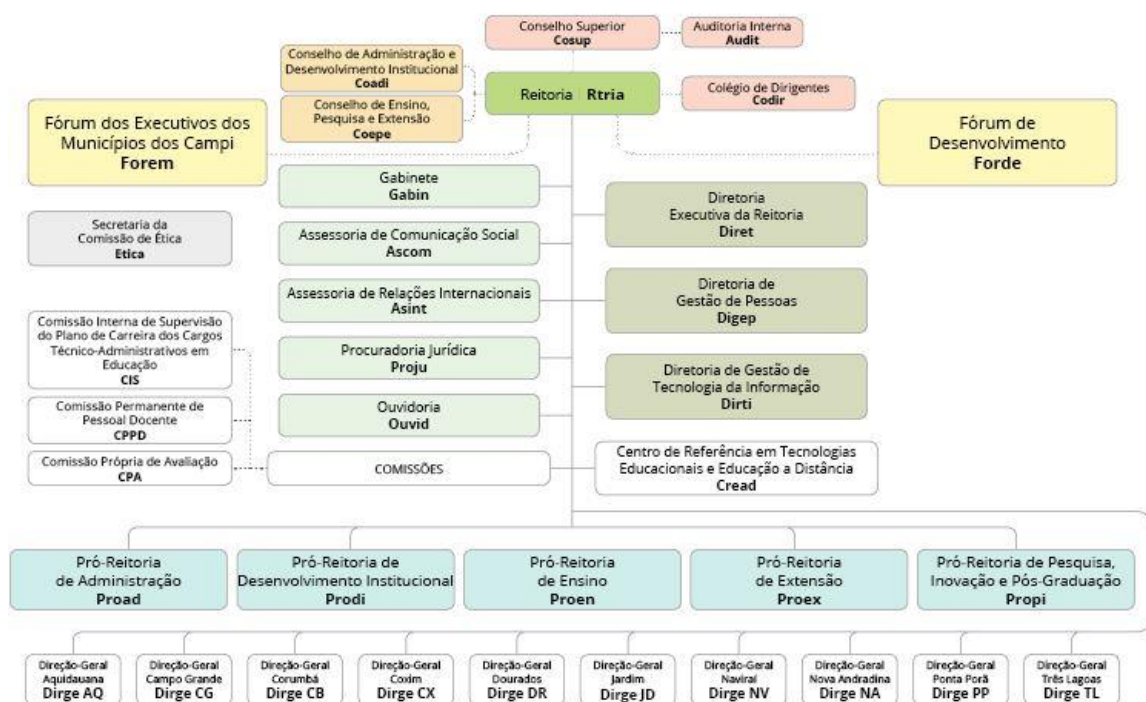 Conselho Superior
Cosup
Auditoria Interna
Audit
Conselho de Administração e
Desenvolvimento Institucional
Coadi
Reitoria | Rtria
Colégio de Dirigentes
Codir
Conselho de Ensino,
Pesquisa e Extensão
Coepe
Fórum dos Executivos dos
Municípios dos Campi
Forem
Fórum de
Desenvolvimento
Forde
Gabinete
Gabin
Diretoria
Executiva da Reitoria
Diret
Secretaria da
Comissão de Ética
Etica
Assessoria de Comunicação Social
Ascom
Assessoria de Relações Internacionais
Asint
Diretoria de
Gestão de Pessoas
Digep
Comissão Interna de Supervisão
do Plano de Carreira dos Cargos
Técnico-Administrativos em
Educação
CIS
Procuradoria Jurídica
Proju
Diretoria de Gestão de
Tecnologia da Informação
Dirti
Comissão Permanente de
Pessoal Docente
CPPD
Ouvidoria
Ouvid
Comissão Própria de Avaliação
CPA
COMISSÕES
Centro de Referência em Tecnologias
Educacionais e Educação a Distância
Cread
Pró-Reitoria
de Administração
Proad
Pró-Reitoria de
Desenvolvimento Institucional
Prodi
Pró-Reitoria
de Ensino
Proen
Pró-Reitoria
de Extensão
Proex
Pró-Reitoria de Pesquisa,
Inovação e Pós-Graduação
Propi
Direção-Geral
Aquidauana
Dirge AQ
Direção-Geral
Campo Grande
Dirge CG
Direção-Geral
Corumbá
Dirge CB
Direção-Geral
Coxim
Dirge CX
Direção-Geral
Dourados
Dirge DR
Direção-Geral
Jardim
Dirge JD
Direção-Geral
Naviraí
Dirge NV
Direção-Geral
Nova Andradina
Dirge NA
Direção-Geral
Ponta Porã
Dirge PP
Direção-Geral
Três Lagoas
Dirge TL